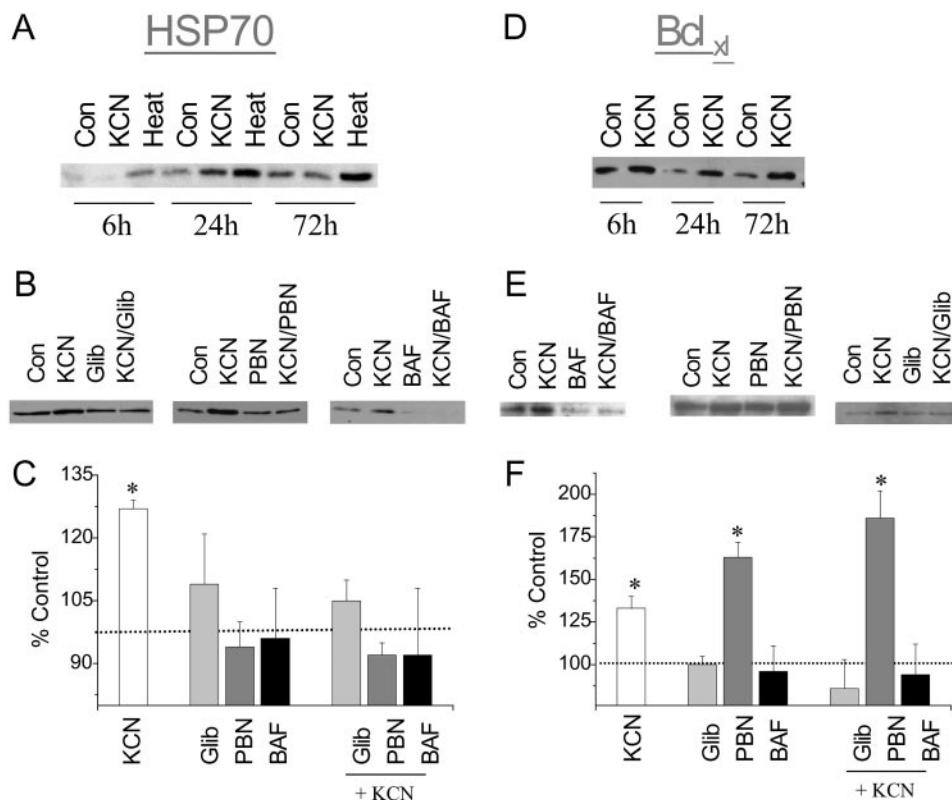 A
HSP70
Con KCN Heat Con KCN Heat Con KCN Heat
6h 24h 72h
B
Con KCN Glib KCN/Glib
Con KCN PBN KCN/PBN
Con KCN BAF KCN/BAF
C
% Control
135
120
105
90
*
KCN Glib PBN BAF Glib PBN BAF
+ KCN
D
Bcl xl
Con KCN Con KCN Con KCN
6h 24h 72h
E
Con KCN BAF KCN/BAF
Con KCN PBN KCN/PBN
Con KCN Glib KCN/Glib
F
% Control
200
175
150
125
100
* * *
KCN Glib PBN BAF Glib PBN BAF
+ KCN